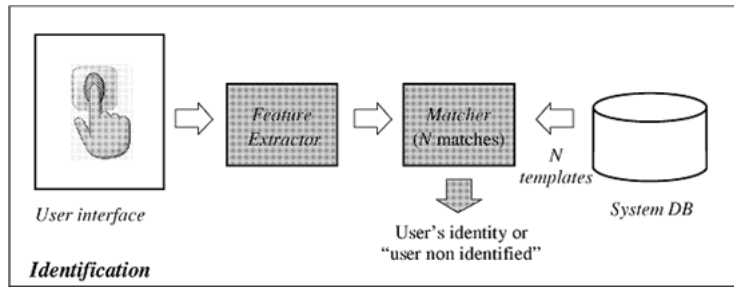 Feature
Extractor
Matcher
(N matches)
N
templates
User interface
System DB
User's identity or
“user non identified”
Identification